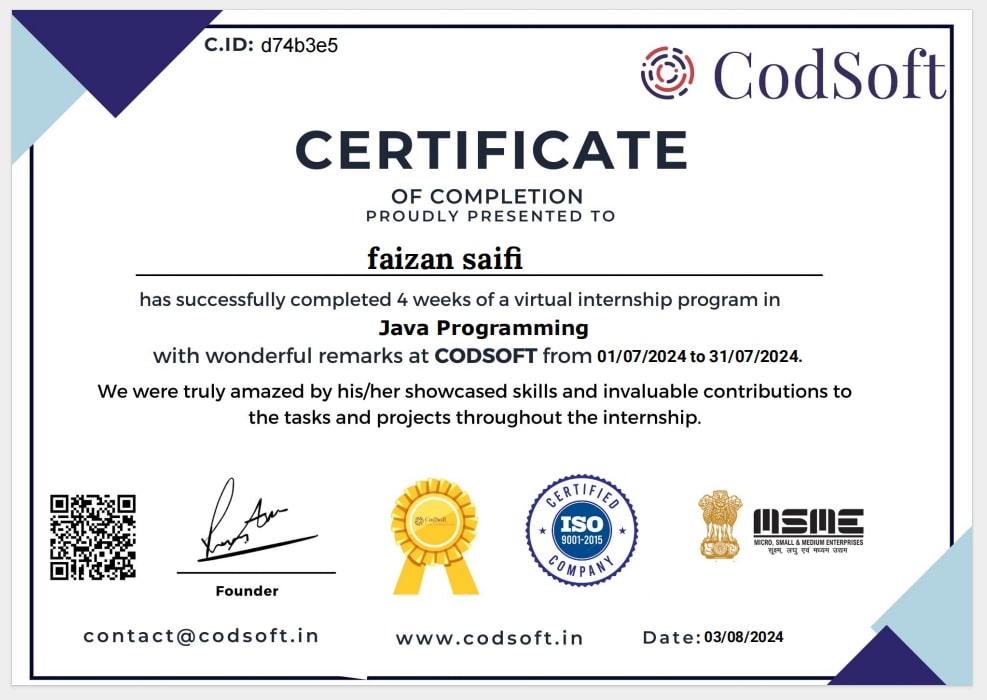 C.ID: d74b3e5
CodSoft
CERTIFICATE
OF COMPLETION
PROUDLY PRESENTED TO
faizan saifi
has successfully completed 4 weeks of a virtual internship program in
Java Programming
with wonderful remarks at CODSOFT from 01/07/2024 to 31/07/2024.
We were truly amazed by his/her showcased skills and invaluable contributions to
the tasks and projects throughout the internship.
Founder
CodSoft
CERTIFIED
ISO
9001-2015
COMPANY
MSME
MICRO, SMALL & MEDIUM ENTERPRISES
सूक्ष्म, लघु एवं मध्यम उद्यम
contact@codsoft.in
www.codsoft.in
Date: 03/08/2024